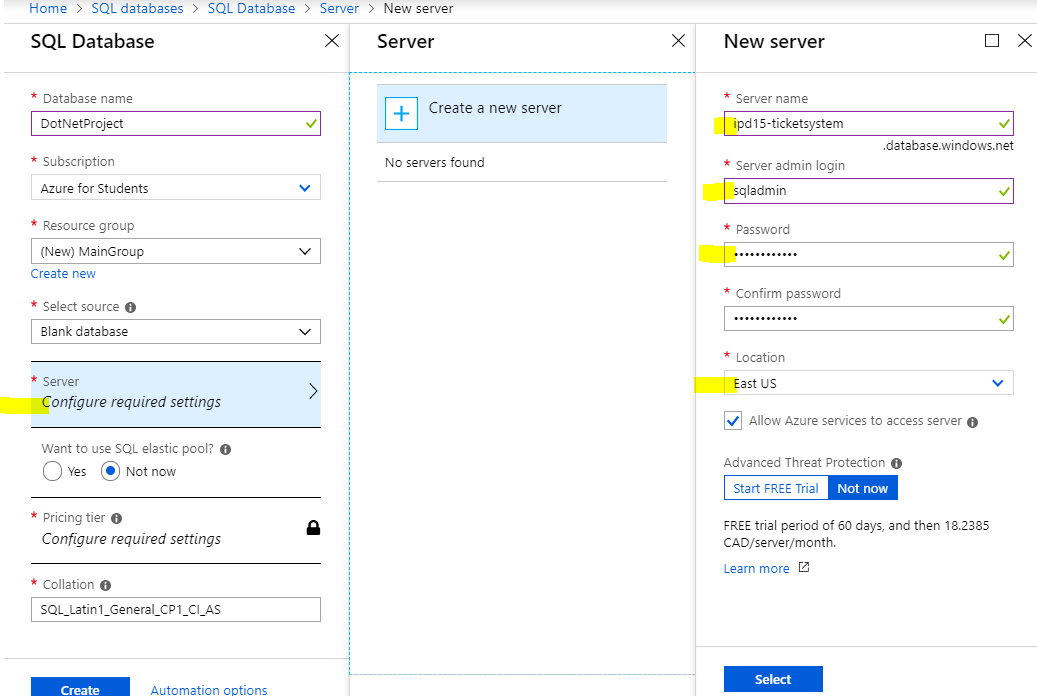 Home > SQL databases > SQL Database > Server > New server
SQL Database
* Database name
DotNetProject
* Subscription
Azure for Students
* Resource group
(New) MainGroup
Create new
* Select source
Blank database
* Server
Configure required settings
Want to use SQL elastic pool?
Yes Not now
* Pricing tier
Configure required settings
* Collation
SQL_Latin1_General_CP1_CI_AS
Create Automation options
Server
Create a new server
No servers found
New server
* Server name
ipd15-ticketsystem
.database.windows.net
* Server admin login
sqladmin
* Password
••••••••••••
* Confirm password
••••••••••••
* Location
East US
Allow Azure services to access server
Advanced Threat Protection
Start FREE Trial Not now
FREE trial period of 60 days, and then 18.2385
CAD/server/month.
Learn more
Select